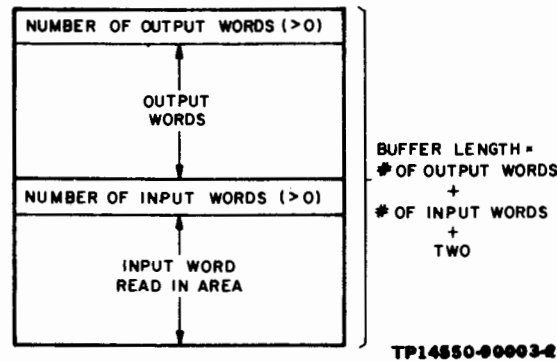 NUMBER OF OUTPUT WORDS (>0)
OUTPUT
WORDS
NUMBER OF INPUT WORDS (>0)
INPUT WORD
READ IN AREA
BUFFER LENGTH =
# OF OUTPUT WORDS
+
# OF INPUT WORDS
+
TWO
TP14550-90003-2